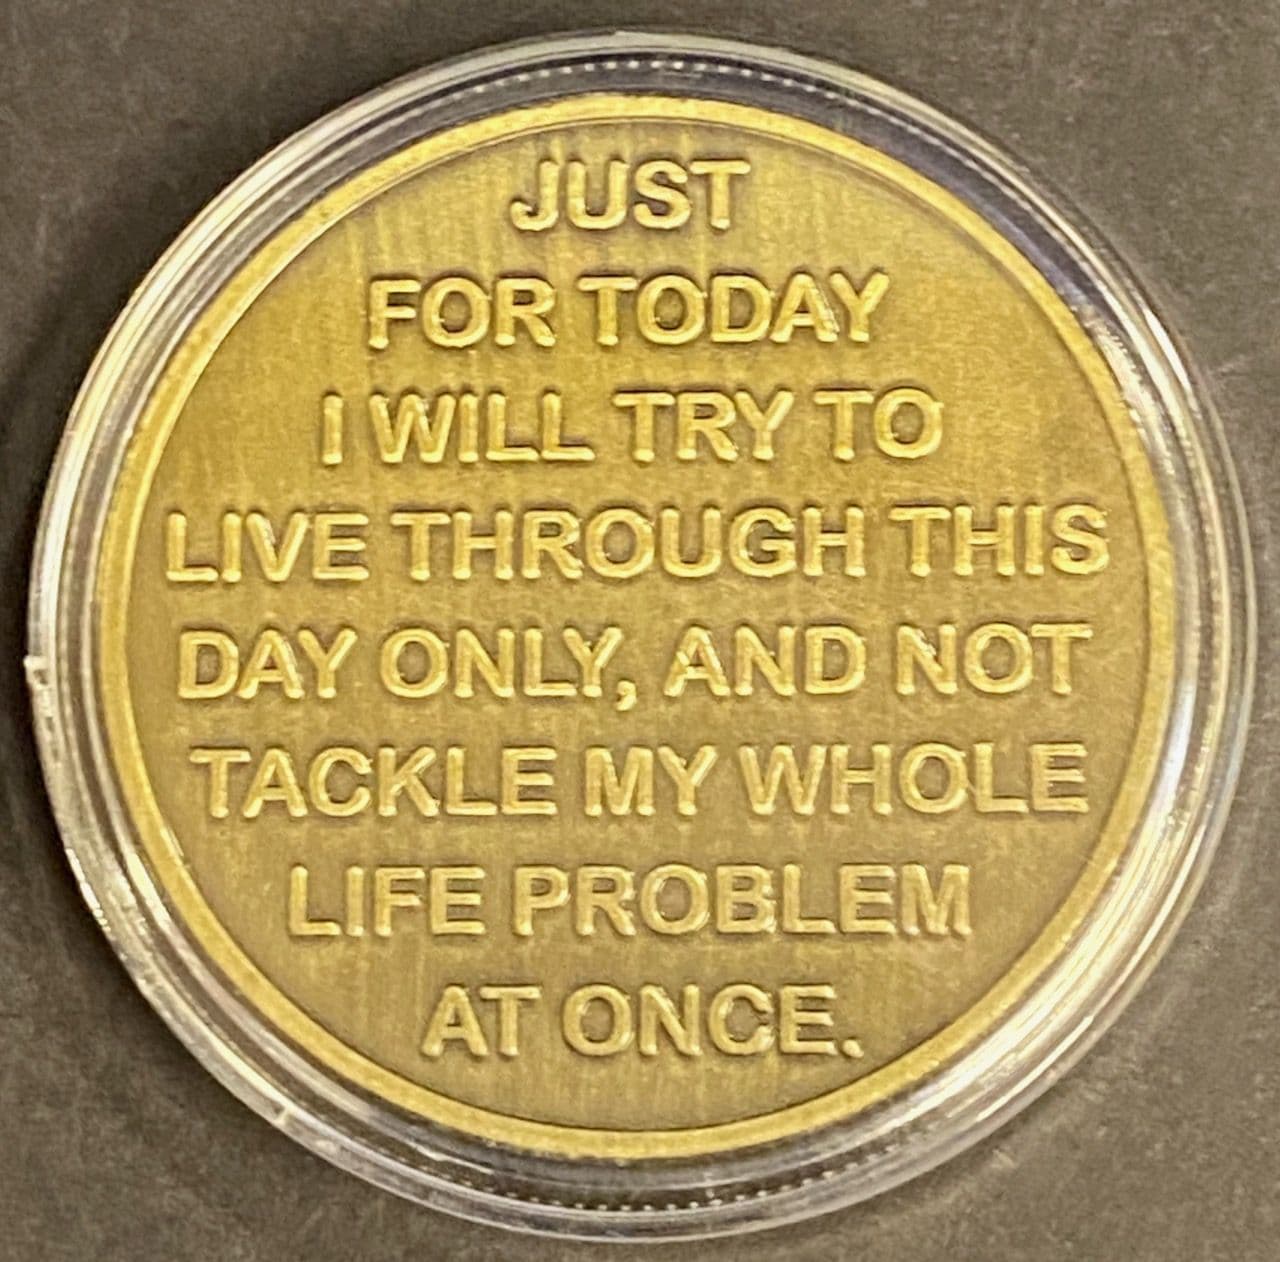 JUST
FOR TODAY
I WILL TRY TO
LIVE THROUGH THIS
DAY ONLY, AND NOT
TACKLE MY WHOLE
LIFE PROBLEM
AT ONCE.